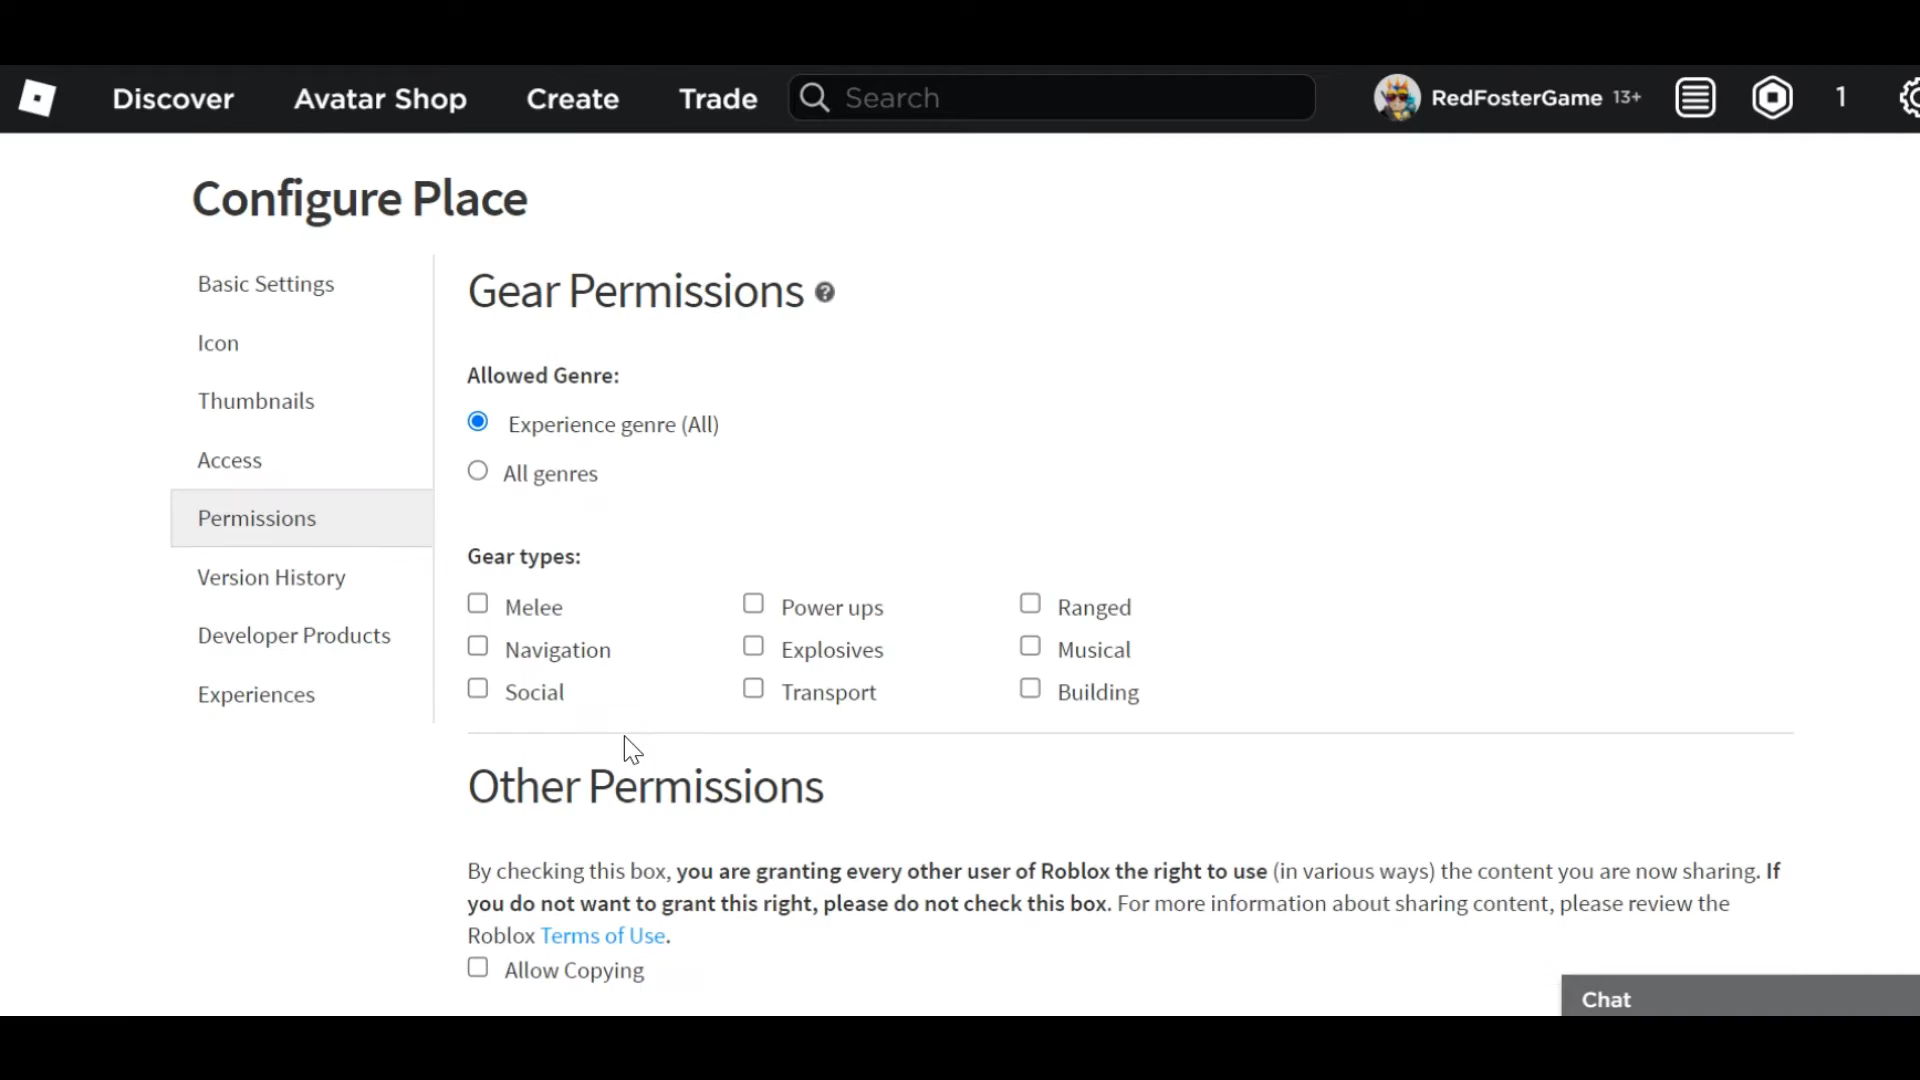 Discover Avatar Shop Create Trade Search RedFosterGame 13+ 1
Configure Place
Basic Settings
Icon
Thumbnails
Access
Permissions
Version History
Developer Products
Experiences
Gear Permissions ?
Allowed Genre:
Experience genre (All)
All genres
Gear types:
Melee Power ups Ranged
Navigation Explosives Musical
Social Transport Building
Other Permissions
By checking this box, you are granting every other user of Roblox the right to use (in various ways) the content you are now sharing. If
you do not want to grant this right, please do not check this box. For more information about sharing content, please review the
Roblox Terms of Use.
Allow Copying
Chat